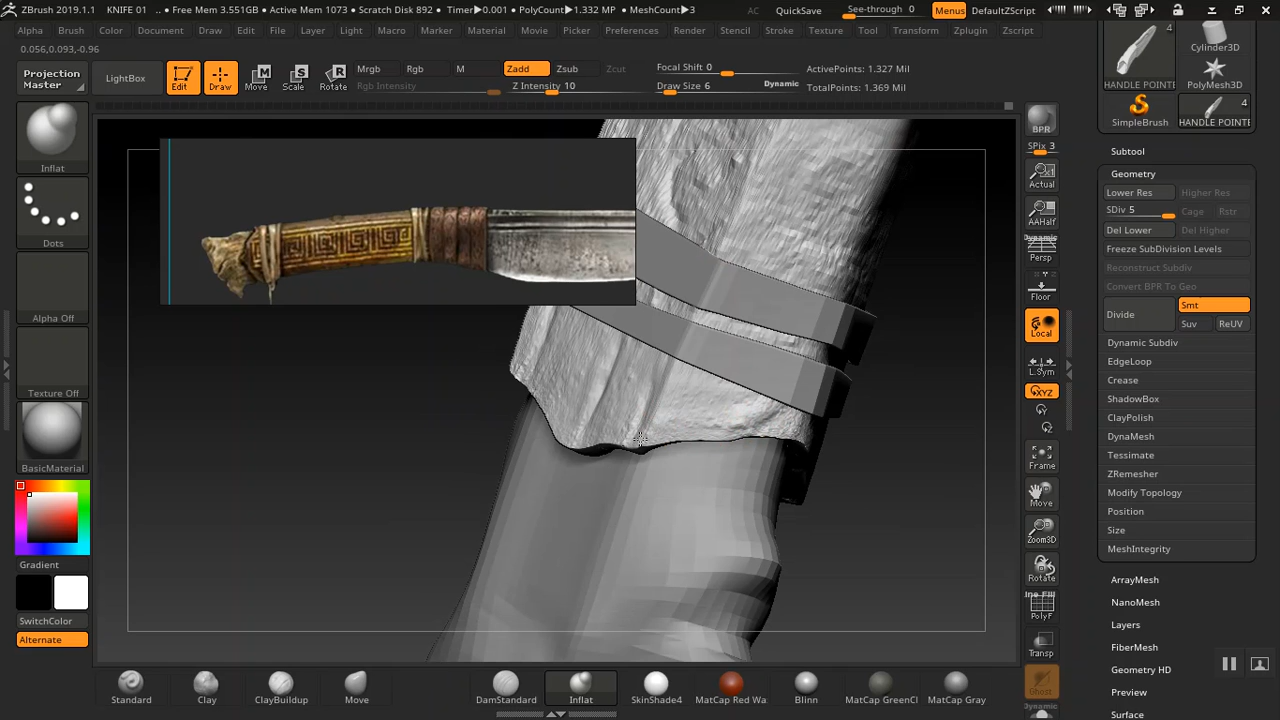 ZBrush 2019.1.1 KNIFE 01 .. • Free Mem 3.551GB • Active Mem 1073 • Scratch Disk 892 • Timer▶0.001 • PolyCount▶1.332 MP • MeshCount▶3 AC QuickSave See-through 0 Menus DefaultZScript
Alpha Brush Color Document Draw Edit File Layer Light Macro Marker Material Movie Picker Preferences Render Stencil Stroke Texture Tool Transform Zplugin Zscript
0.056,0.093,-0.96
Projection Master
LightBox
Edit
Draw
Move
Scale
Rotate
Mrgb Rgb M
Rgb Intensity
Zadd Zsub Zcut
Z Intensity 10
Focal Shift 0
Draw Size 6
Dynamic
ActivePoints: 1.327 Mil
TotalPoints: 1.369 Mil
Inflat
Dots
Alpha Off
Texture Off
BasicMaterial
Gradient
SwitchColor
Alternate
BPR
SPix 3
Actual
AAHalf
Dynamic
Persp
Floor
Local
L.Sym
XYZ
Frame
Move
Zoom3D
Rotate
Line Fill
PolyF
Transp
Ghost
Dynamic
4
HANDLE POINTE
Cylinder3D
PolyMesh3D
SimpleBrush
4
HANDLE POINTE
Subtool
Geometry
Lower Res Higher Res
SDiv 5 Cage Rstr
Del Lower Del Higher
Freeze SubDivision Levels
Reconstruct Subdiv
Convert BPR To Geo
Divide
Smt
Suv ReUV
Dynamic Subdiv
EdgeLoop
Crease
ShadowBox
ClayPolish
DynaMesh
Tessimate
ZRemesher
Modify Topology
Position
Size
MeshIntegrity
ArrayMesh
NanoMesh
Layers
FiberMesh
Geometry HD
Preview
Surface
Standard Clay ClayBuildup Move DamStandard Inflat SkinShade4 MatCap Red Wa Blinn MatCap GreenCl MatCap Gray